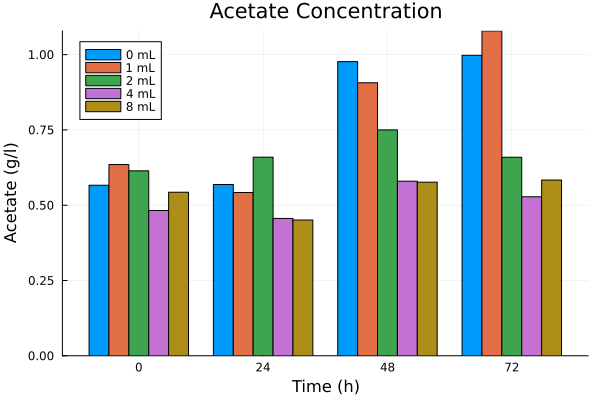 Acetate Concentration
Acetate (g/l)
1.00
0.75
0.50
0.25
0.00
0 mL
1 mL
2 mL
4 mL
8 mL
0
24
48
72
Time (h)